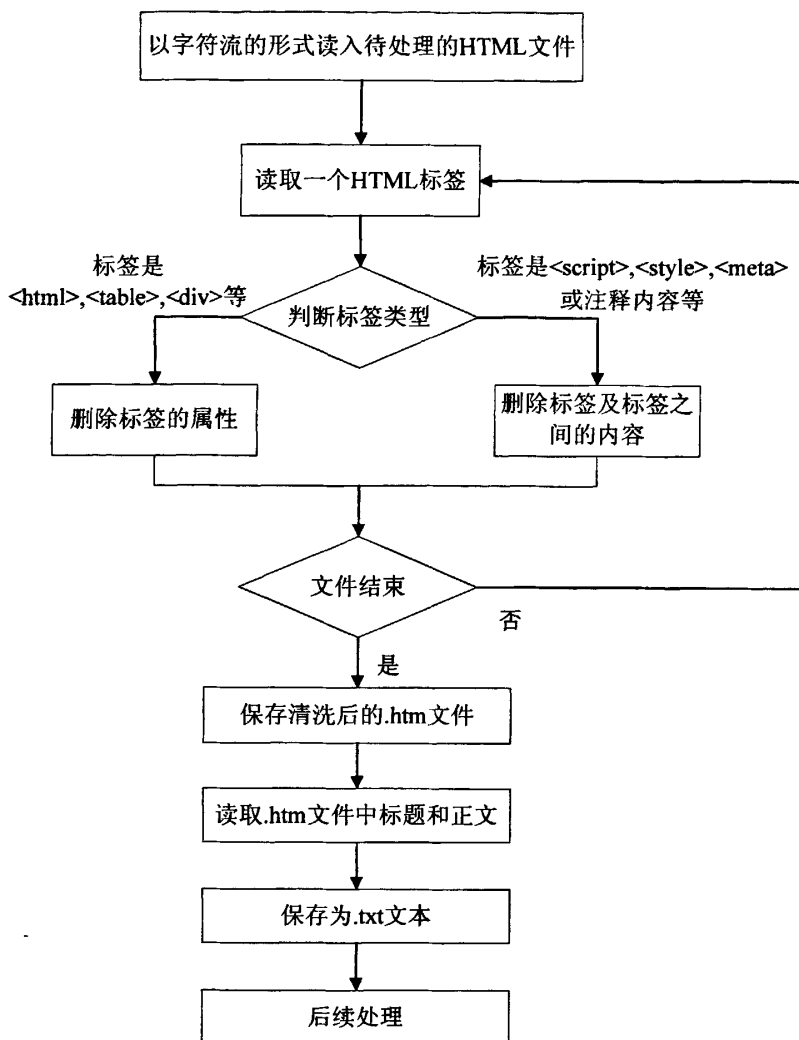 以字符流的形式读入待处理的HTML文件
读取一个HTML标签
标签是
<html>,<table>,<div>等
标签是<script>,<style>,<meta>
或注释内容等
判断标签类型
删除标签的属性
删除标签及标签之
间的内容
文件结束
否
是
保存清洗后的.htm文件
读取.htm文件中标题和正文
保存为.txt文本
后续处理